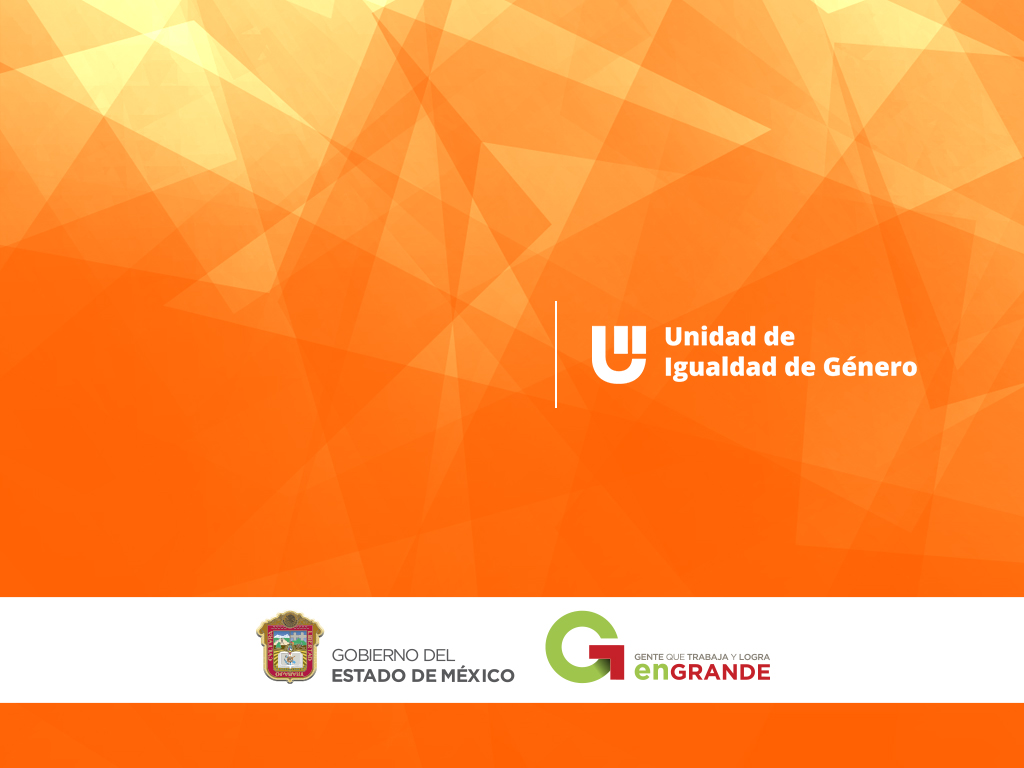 Unidad de
Igualdad de Género
GOBIERNO DEL
ESTADO DE MÉXICO
GENTE QUE TRABAJA Y LOGRA
enGRANDE